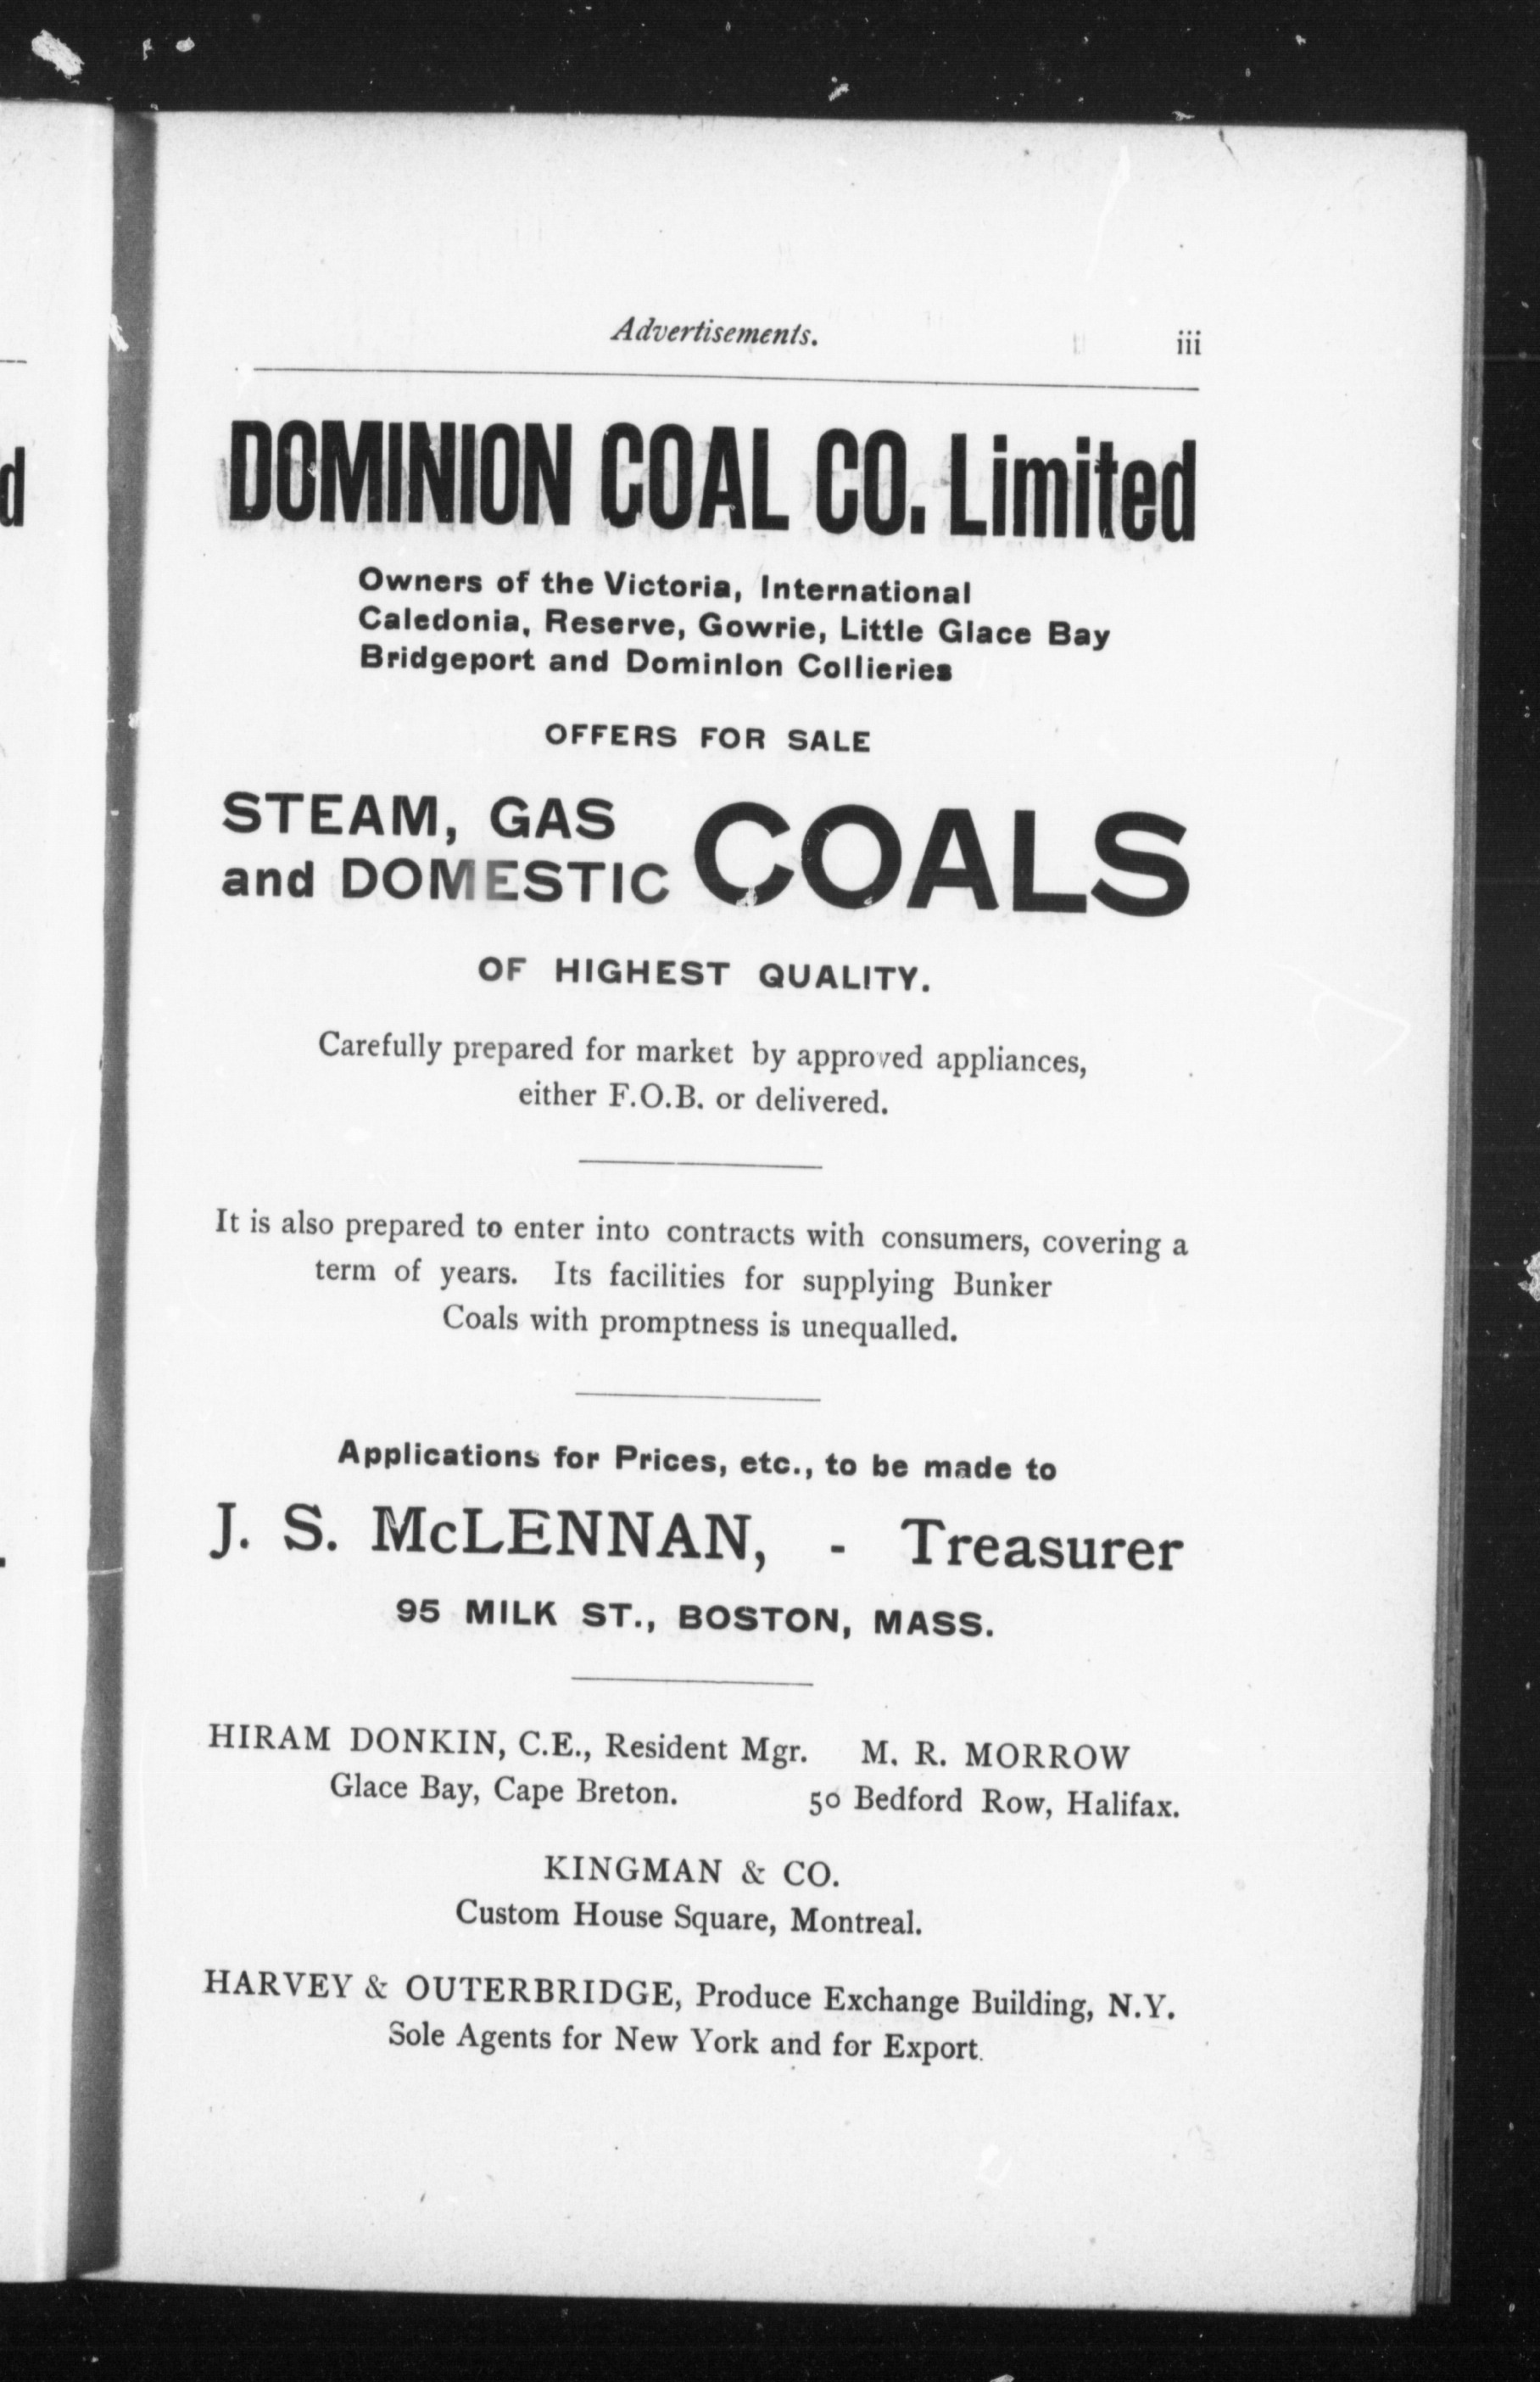 Advertisements. iii
DOMINION COAL CO. Limited
Owners of the Victoria, International
Caledonia, Reserve, Gowrie, Little Glace Bay
Bridgeport and Dominion Collieries
OFFERS FOR SALE
STEAM, GAS
and DOMESTIC COALS
OF HIGHEST QUALITY.
Carefully prepared for market by approved appliances,
either F.O.B. or delivered.
It is also prepared to enter into contracts with consumers, covering a
term of years. Its facilities for supplying Bunker
Coals with promptness is unequalled.
Applications for Prices, etc., to be made to
J. S. McLENNAN, - Treasurer
95 MILK ST., BOSTON, MASS.
HIRAM DONKIN, C.E., Resident Mgr. M. R. MORROW
Glace Bay, Cape Breton. 50 Bedford Row, Halifax.
KINGMAN & CO.
Custom House Square, Montreal.
HARVEY & OUTERBRIDGE, Produce Exchange Building, N.Y.
Sole Agents for New York and for Export.
d